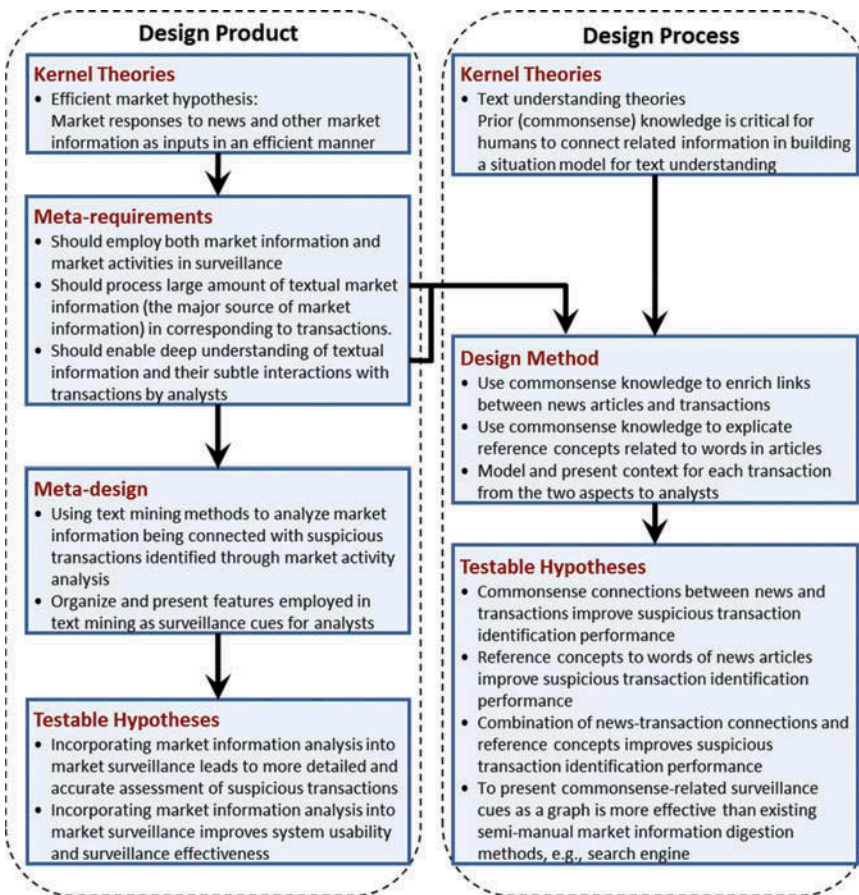 Design Product
Kernel Theories
• Efficient market hypothesis:
Market responses to news and other market
information as inputs in an efficient manner
Meta-requirements
• Should employ both market information and
market activities in surveillance
• Should process large amount of textual market
information (the major source of market
information) in corresponding to transactions.
• Should enable deep understanding of textual
information and their subtle interactions with
transactions by analysts
Meta-design
• Using text mining methods to analyze market
information being connected with suspicious
transactions identified through market activity
analysis
• Organize and present features employed in
text mining as surveillance cues for analysts
Testable Hypotheses
• Incorporating market information analysis into
market surveillance leads to more detailed and
accurate assessment of suspicious transactions
• Incorporating market information analysis into
market surveillance improves system usability
and surveillance effectiveness
Design Process
Kernel Theories
• Text understanding theories
Prior (commonsense) knowledge is critical for
humans to connect related information in building
a situation model for text understanding
Design Method
• Use commonsense knowledge to enrich links
between news articles and transactions
• Use commonsense knowledge to explicate
reference concepts related to words in articles
• Model and present context for each transaction
from the two aspects to analysts
Testable Hypotheses
• Commonsense connections between news and
transactions improve suspicious transaction
identification performance
• Reference concepts to words of news articles
improve suspicious transaction identification
performance
• Combination of news-transaction connections and
reference concepts improves suspicious
transaction identification performance
• To present commonsense-related surveillance
cues as a graph is more effective than existing
semi-manual market information digestion
methods, e.g., search engine